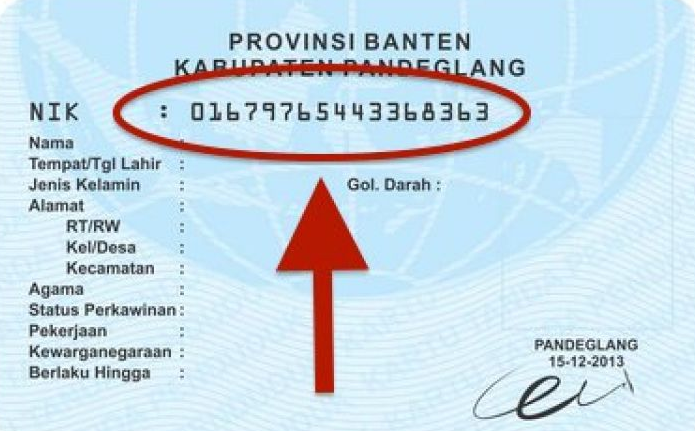 PROVINSI BANTEN
KABUPATEN PANDEGLANG
NIK : 01679765443368363
Nama :
Tempat/Tgl Lahir :
Jenis Kelamin : Gol. Darah :
Alamat :
RT/RW :
Kel/Desa :
Kecamatan :
Agama :
Status Perkawinan :
Pekerjaan :
Kewarganegaraan :
Berlaku Hingga :
PANDEGLANG
15-12-2013